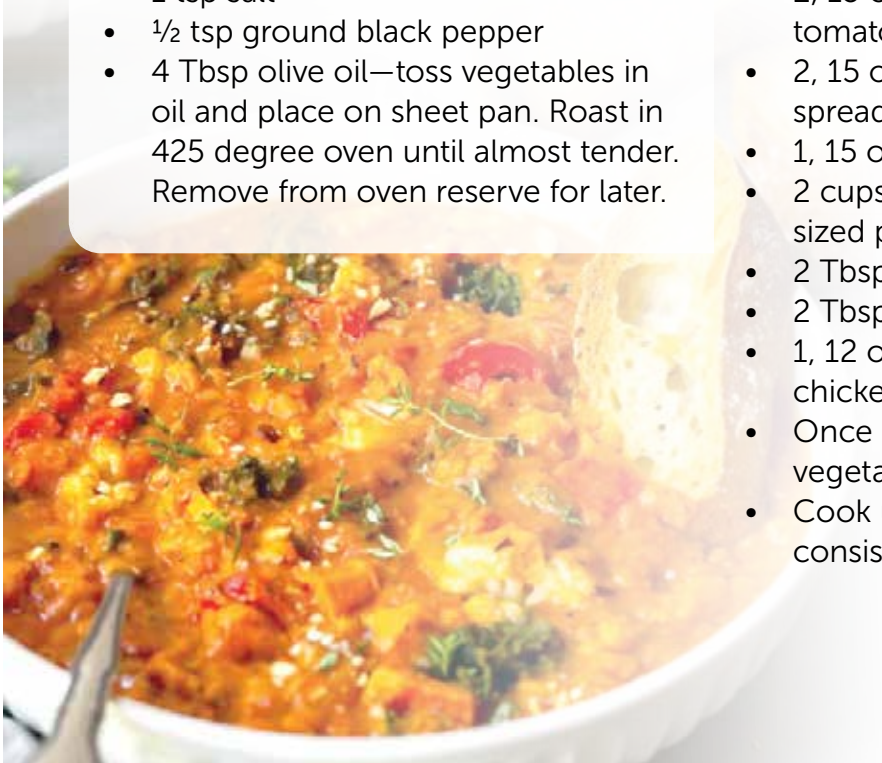 tsp salt
• ½ tsp ground black pepper
• 4 Tbsp olive oil—toss vegetables in
oil and place on sheet pan. Roast in
425 degree oven until almost tender.
Remove from oven reserve for later.
tomato
• 2, 15 o
spread
• 1, 15 o
• 2 cups
sized p
• 2 Tbsp
• 2 Tbsp
• 1, 12 o
chicke
• Once
vegeta
• Cook
consis